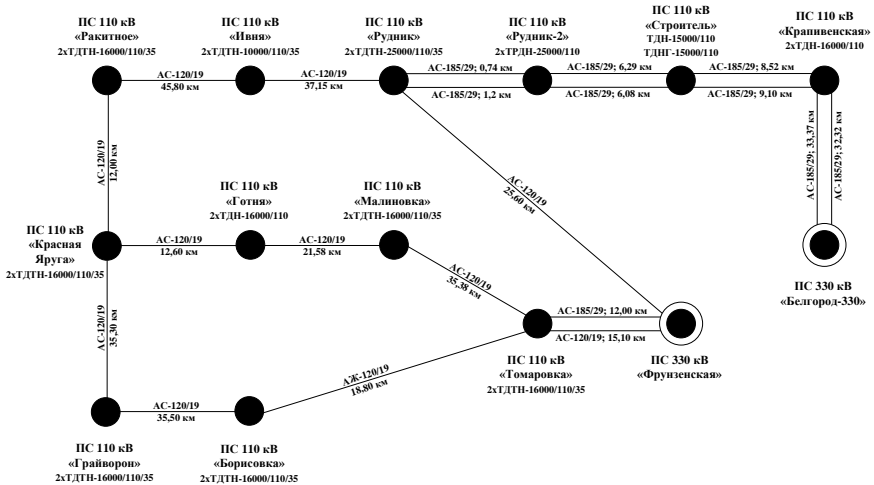 ПС 110 кВ
«Ракитное»
2хТДТН-16000/110/35
ПС 110 кВ
«Ивня»
2хТДТН-10000/110/35
ПС 110 кВ
«Рудник»
2хТДТН-25000/110/35
ПС 110 кВ
«Рудник-2»
2хТРДН-25000/110
ПС 110 кВ
«Строитель»
ТДН-15000/110
ТДНГ-15000/110
ПС 110 кВ
«Крапивенская»
2хТДН-16000/110
АС-120/19
45,80 км
АС-120/19
37,15 км
АС-185/29; 0,74 км
АС-185/29; 1,2 км
АС-185/29; 6,29 км
АС-185/29; 6,08 км
АС-185/29; 8,52 км
АС-185/29; 9,10 км
АС-120/19
12,00 км
АС-120/19
25,60 км
АС-185/29; 33,37 км
АС-185/29; 32,32 км
ПС 110 кВ
«Красная
Яруга»
2хТДТН-16000/110/35
ПС 110 кВ
«Готня»
2хТДН-16000/110
ПС 110 кВ
«Малиновка»
2хТДТН-16000/110/35
АС-120/19
12,60 км
АС-120/19
21,58 км
АС-120/19
35,38 км
ПС 330 кВ
«Белгород-330»
АС-120/19
35,30 км
АС-185/29; 12,00 км
АС-120/19; 15,10 км
ПС 110 кВ
«Томаровка»
2хТДТН-16000/110/35
ПС 330 кВ
«Фрунзенская»
АЖ-120/19
18,80 км
АС-120/19
35,50 км
ПС 110 кВ
«Грайворон»
2хТДТН-16000/110/35
ПС 110 кВ
«Борисовка»
2хТДТН-16000/110/35